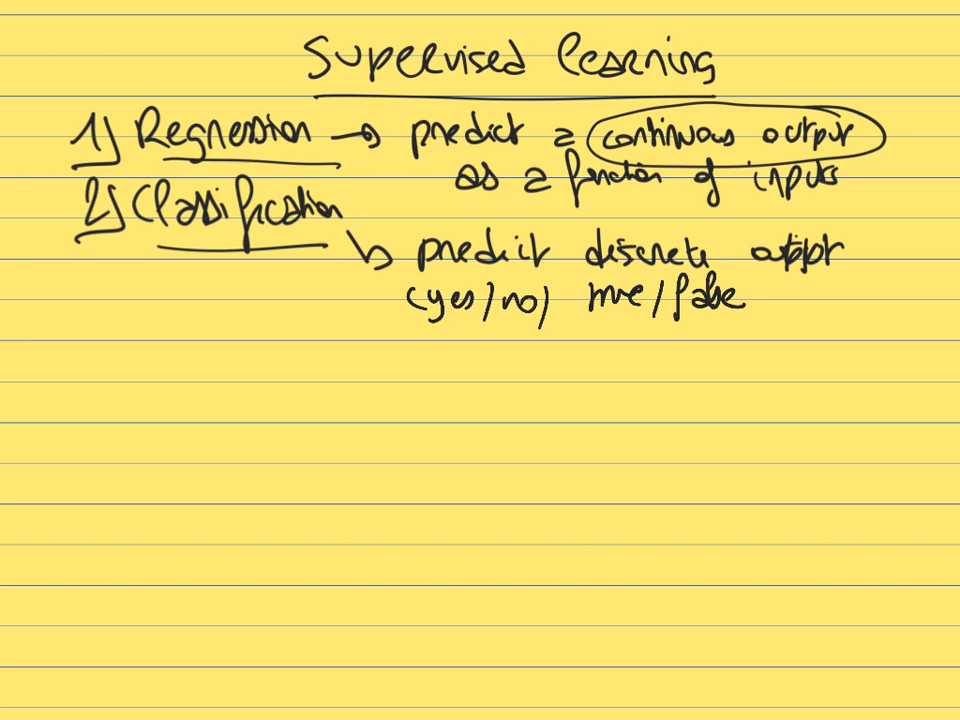 Supervised Learning
1) Regression → predict a continuous output
as a function of inputs
2) Classification
↳ predict discrete output
(yes/no) true/false